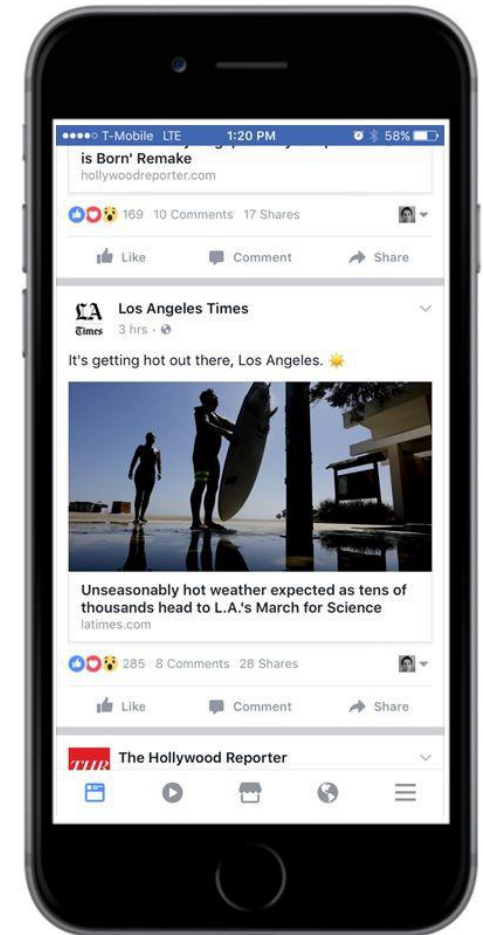 T-Mobile LTE 1:20 PM 58%
is Born' Remake
hollywoodreporter.com
169 10 Comments 17 Shares
Like Comment Share
LA Times Los Angeles Times
3 hrs
It's getting hot out there, Los Angeles. ☀️
Unseasonably hot weather expected as tens of
thousands head to L.A.'s March for Science
latimes.com
285 8 Comments 28 Shares
Like Comment Share
THR The Hollywood Reporter